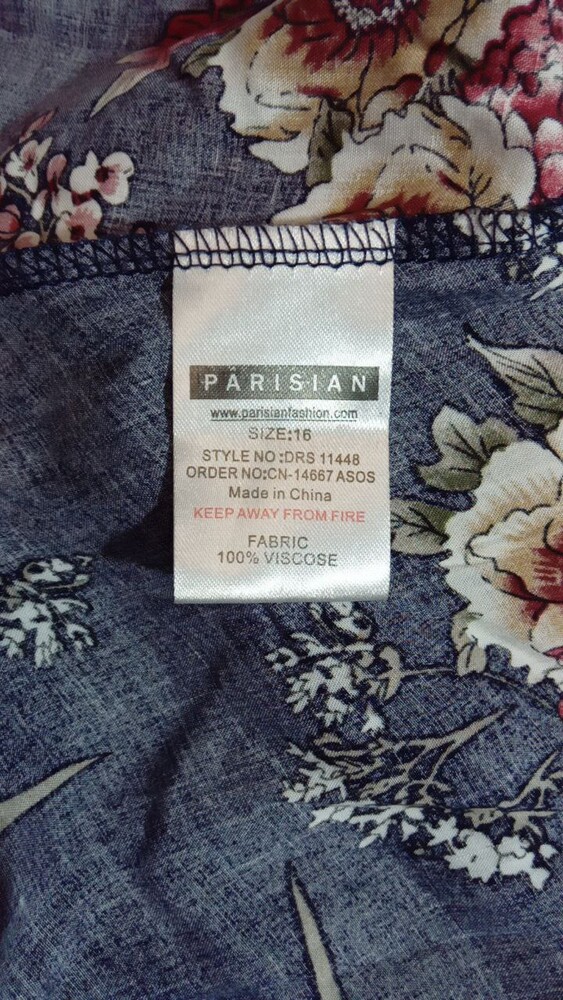 PÂRISIAN
www.parisianfashion.com
SIZE:16
STYLE NO:DRS 11448
ORDER NO:CN-14667 ASOS
Made in China
KEEP AWAY FROM FIRE
FABRIC
100% VISCOSE